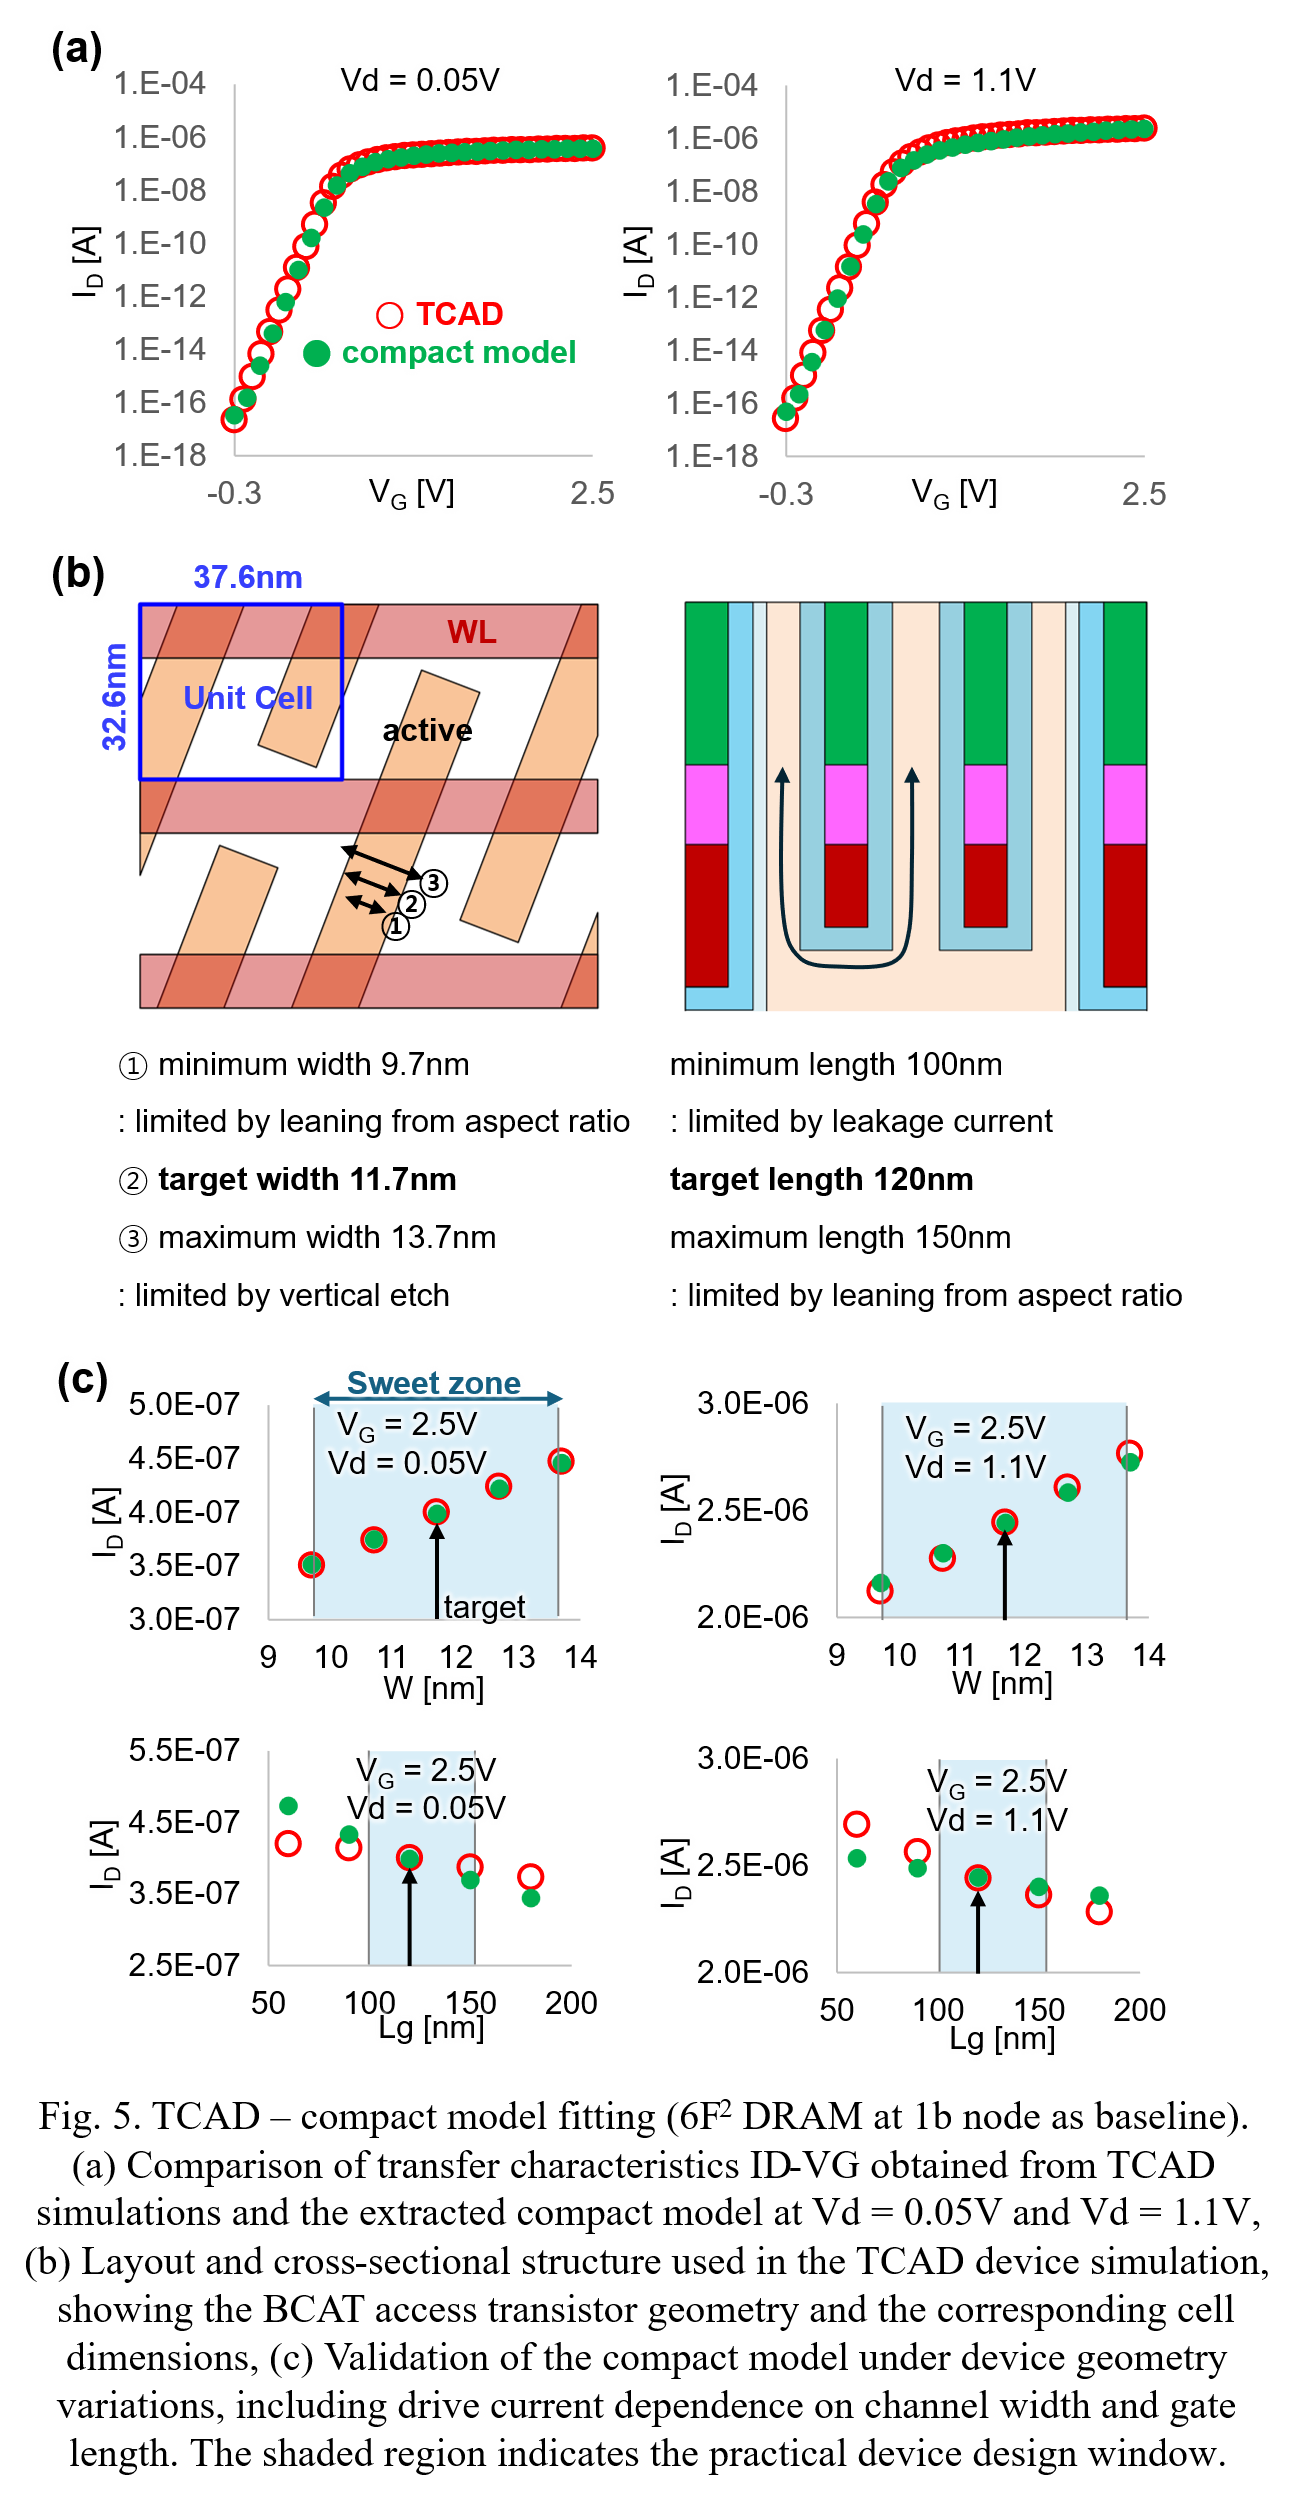 (a)
Vd = 0.05V
1.E-04
1.E-06
1.E-08
1.E-10
1.E-12
1.E-14
1.E-16
1.E-18
I_D [A]
○ TCAD
● compact model
-0.3
V_G [V]
2.5
Vd = 1.1V
1.E-04
1.E-06
1.E-08
1.E-10
1.E-12
1.E-14
1.E-16
1.E-18
I_D [A]
-0.3
V_G [V]
2.5
(b)
37.6nm
32.6nm
WL
Unit Cell
active
③
②
①
① minimum width 9.7nm
: limited by leaning from aspect ratio
② target width 11.7nm
③ maximum width 13.7nm
: limited by vertical etch
minimum length 100nm
: limited by leakage current
target length 120nm
maximum length 150nm
: limited by leaning from aspect ratio
(c)
Sweet zone
V_G = 2.5V
Vd = 0.05V
5.0E-07
4.5E-07
4.0E-07
3.5E-07
3.0E-07
I_D [A]
target
9 10 11 12 13 14
W [nm]
V_G = 2.5V
Vd = 1.1V
3.0E-06
2.5E-06
2.0E-06
I_D [A]
9 10 11 12 13 14
W [nm]
V_G = 2.5V
Vd = 0.05V
5.5E-07
4.5E-07
3.5E-07
2.5E-07
I_D [A]
50 100 150 200
Lg [nm]
V_G = 2.5V
Vd = 1.1V
3.0E-06
2.5E-06
2.0E-06
I_D [A]
50 100 150 200
Lg [nm]
Fig. 5. TCAD – compact model fitting (6F² DRAM at 1b node as baseline).
(a) Comparison of transfer characteristics ID-VG obtained from TCAD
simulations and the extracted compact model at Vd = 0.05V and Vd = 1.1V,
(b) Layout and cross-sectional structure used in the TCAD device simulation,
showing the BCAT access transistor geometry and the corresponding cell
dimensions, (c) Validation of the compact model under device geometry
variations, including drive current dependence on channel width and gate
length. The shaded region indicates the practical device design window.